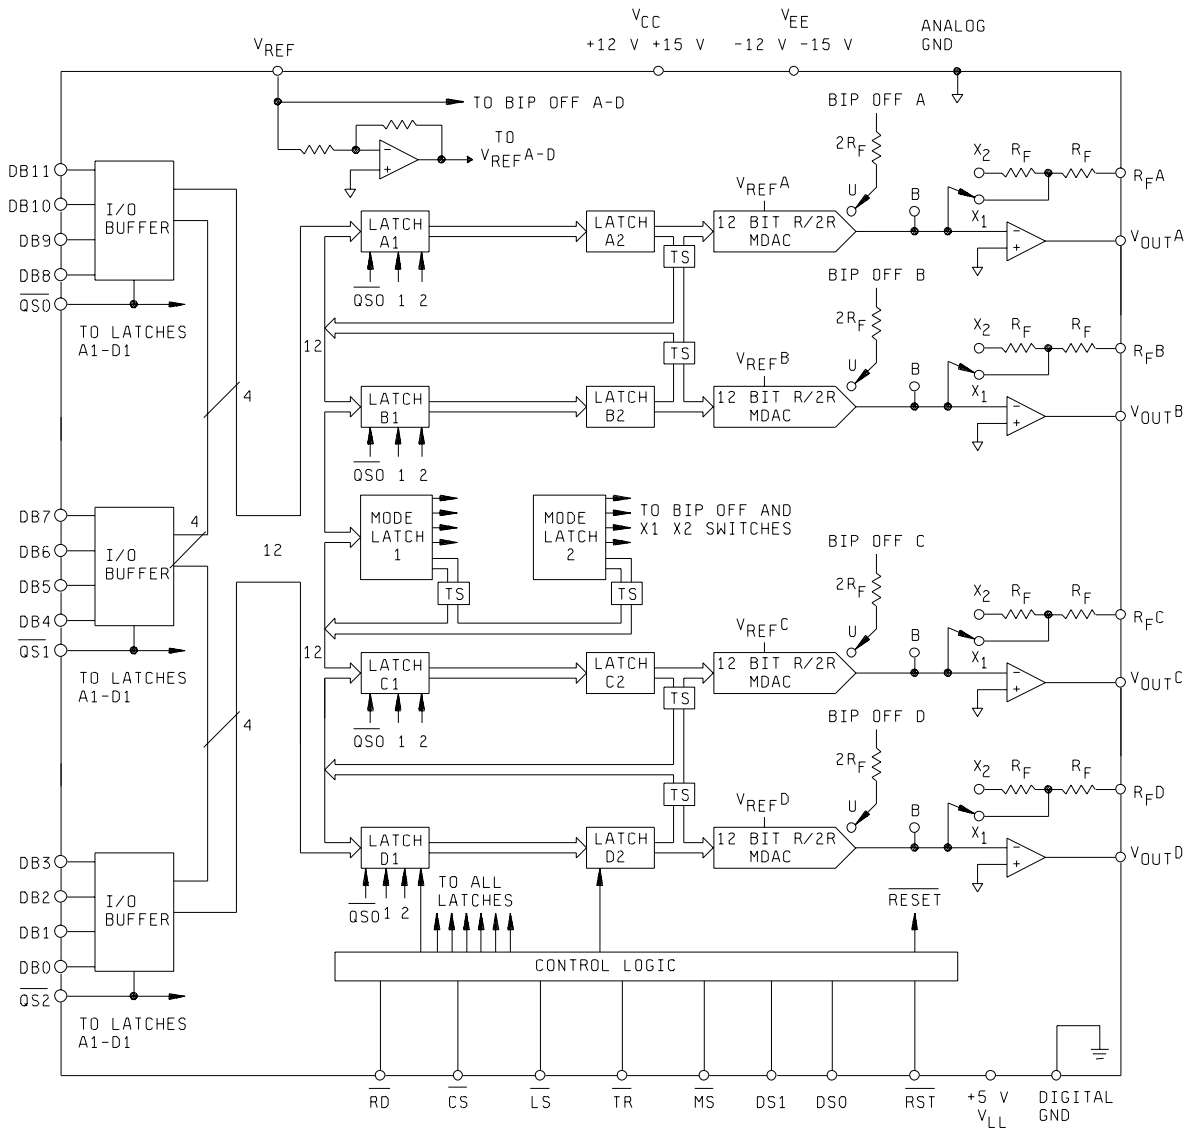 VCC
+12 V +15 V
VEE
-12 V -15 V
ANALOG
GND
VREF
TO BIP OFF A-D
TO
VREFA-D
BIP OFF A
2RF
X2 RF RF
RFA
DB11
DB10
DB9
DB8
QS0
I/O
BUFFER
TO LATCHES
A1-D1
LATCH
A1
QSO 1 2
LATCH
A2
TS
VREFA
12 BIT R/2R
MDAC
U
B
X1
-
+
VOUTA
BIP OFF B
2RF
X2 RF RF
RFB
12
TS
VREFB
4
LATCH
B1
QSO 1 2
LATCH
B2
12 BIT R/2R
MDAC
U
B
X1
-
+
VOUTB
DB7
DB6
DB5
DB4
QS1
I/O
BUFFER
4
12
TO LATCHES
A1-D1
MODE
LATCH
1
MODE
LATCH
2
TO BIP OFF AND
X1 X2 SWITCHES
TS
TS
BIP OFF C
2RF
X2 RF RF
RFC
12
LATCH
C1
QSO 1 2
LATCH
C2
TS
VREFC
12 BIT R/2R
MDAC
U
B
X1
-
+
VOUTC
4
BIP OFF D
2RF
X2 RF RF
RFD
TS
VREFD
DB3
DB2
DB1
DB0
QS2
I/O
BUFFER
TO LATCHES
A1-D1
LATCH
D1
QSO 1 2
TO ALL
LATCHES
LATCH
D2
12 BIT R/2R
MDAC
U
B
X1
-
+
VOUTD
RESET
CONTROL LOGIC
RD
CS
LS
TR
MS
DS1
DSO
RST
+5 V
VLL
DIGITAL
GND